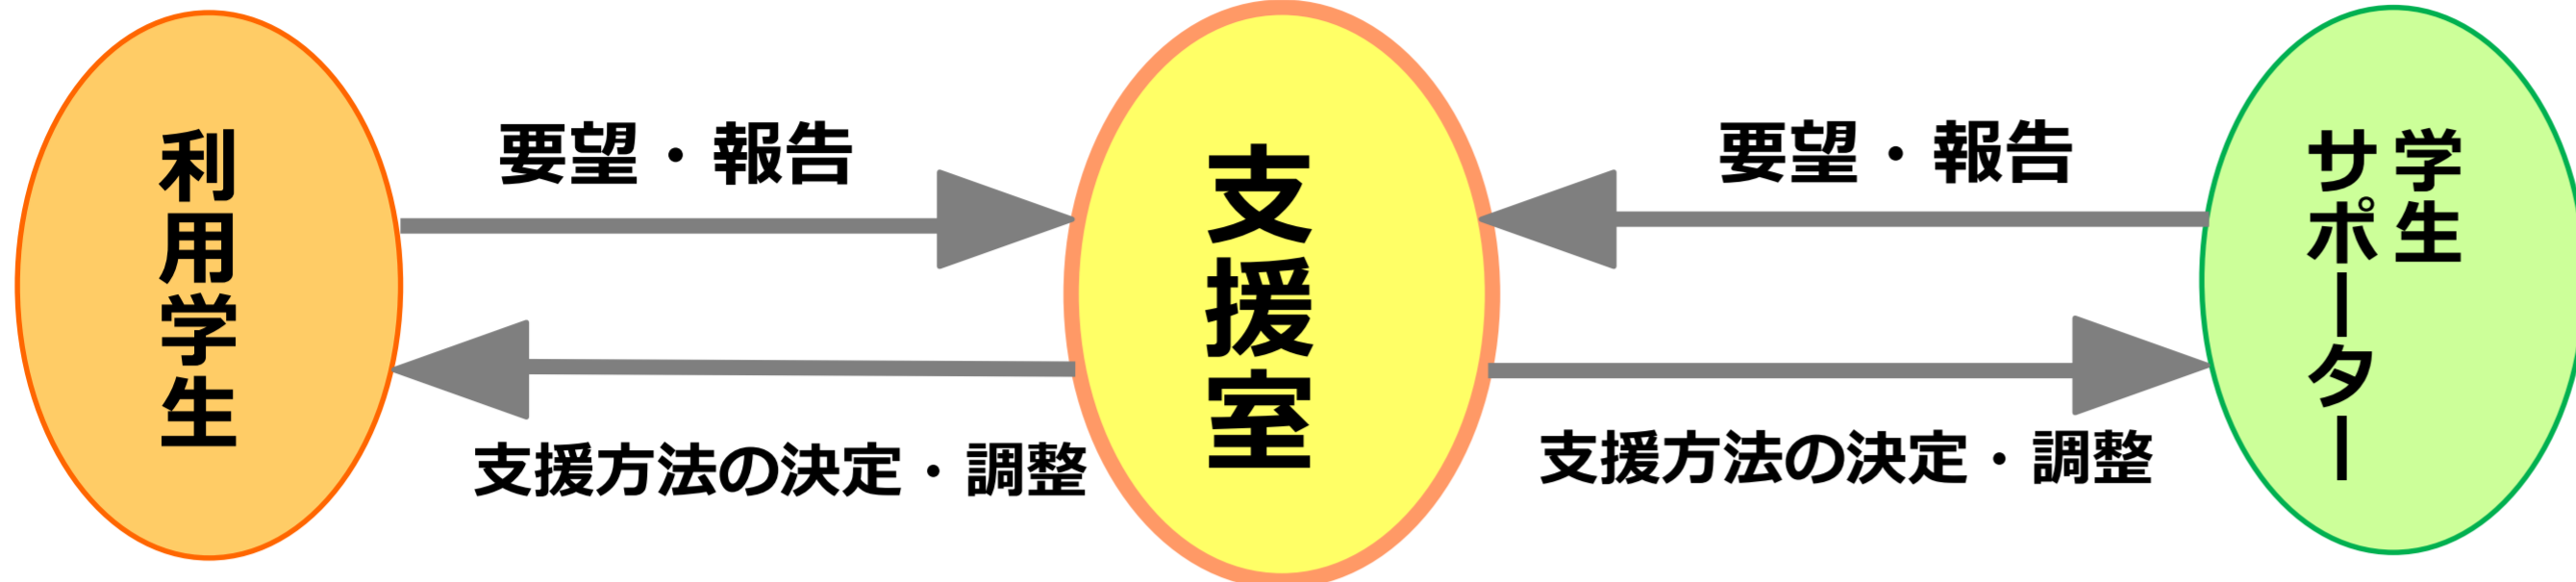 利用学生
要望・報告
支援方法の決定・調整
支援室
要望・報告
支援方法の決定・調整
学生
サポーター